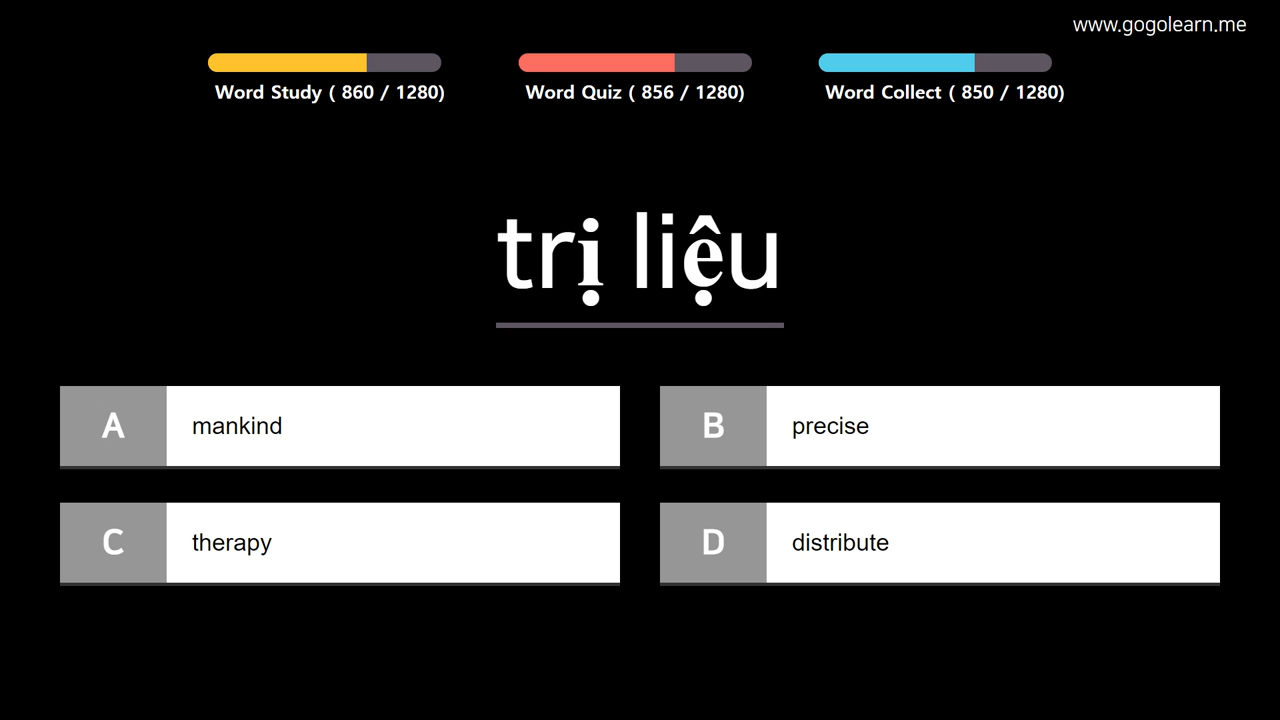 www.gogolearn.me
Word Study ( 860 / 1280)
Word Quiz ( 856 / 1280)
Word Collect ( 850 / 1280)
trị liệu
A mankind
B precise
C therapy
D distribute